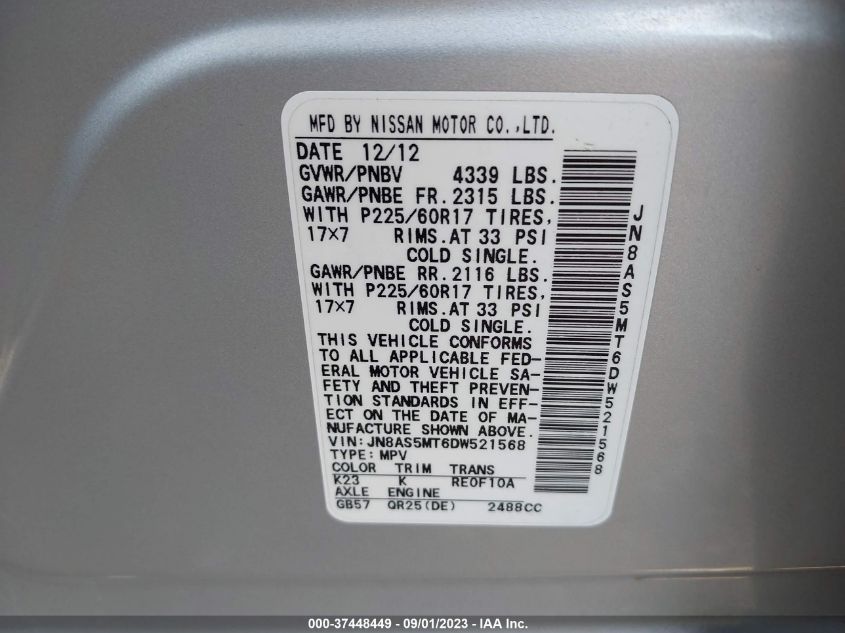 MFD BY NISSAN MOTOR CO.,LTD.
DATE 12/12
GVWR/PNBV 4339 LBS.
GAWR/PNBE FR. 2315 LBS.
WITH P225/60R17 TIRES,
17×7 RIMS. AT 33 PSI
COLD SINGLE.
GAWR/PNBE RR. 2116 LBS.
WITH P225/60R17 TIRES,
17×7 RIMS. AT 33 PSI
COLD SINGLE.
THIS VEHICLE CONFORMS
TO ALL APPLICABLE FED-
ERAL MOTOR VEHICLE SA-
FETY AND THEFT PREVEN-
TION STANDARDS IN EFF-
ECT ON THE DATE OF MA-
NUFACTURE SHOWN ABOVE.
VIN: JN8AS5MT6DW521568
TYPE: MPV
COLOR TRIM TRANS
K23 K RE0F10A
AXLE ENGINE
GB57 QR25(DE) 2488CC
JN8AS5MT6DW521568
000-37448449 - 09/01/2023 - IAA Inc.